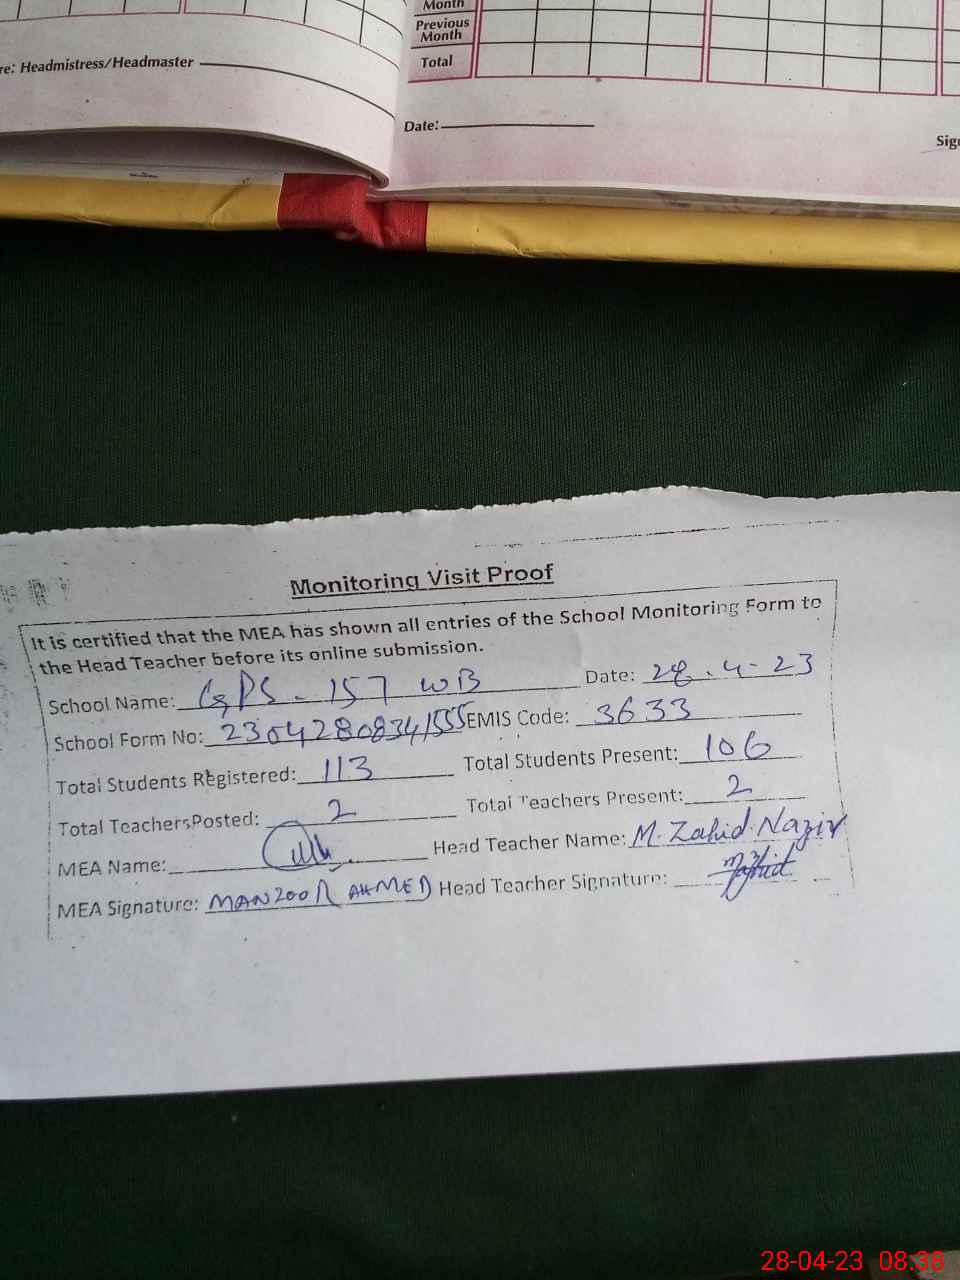 Month
Previous Month
Total
re: Headmistress/Headmaster
Date:
Sig
Monitoring Visit Proof
It is certified that the MEA has shown all entries of the School Monitoring Form to
the Head Teacher before its online submission.
School Name: GPS - 157 WB Date: 28.4-23
School Form No: 23042808341555 EMIS Code: 3633
Total Students Registered: 113 Total Students Present: 106
Total Teachers Posted: 2 Total Teachers Present: 2
MEA Name: Head Teacher Name: M. Zahid Nazir
MEA Signature: MANZOOR AHMED Head Teacher Signature:
28-04-23 08:38